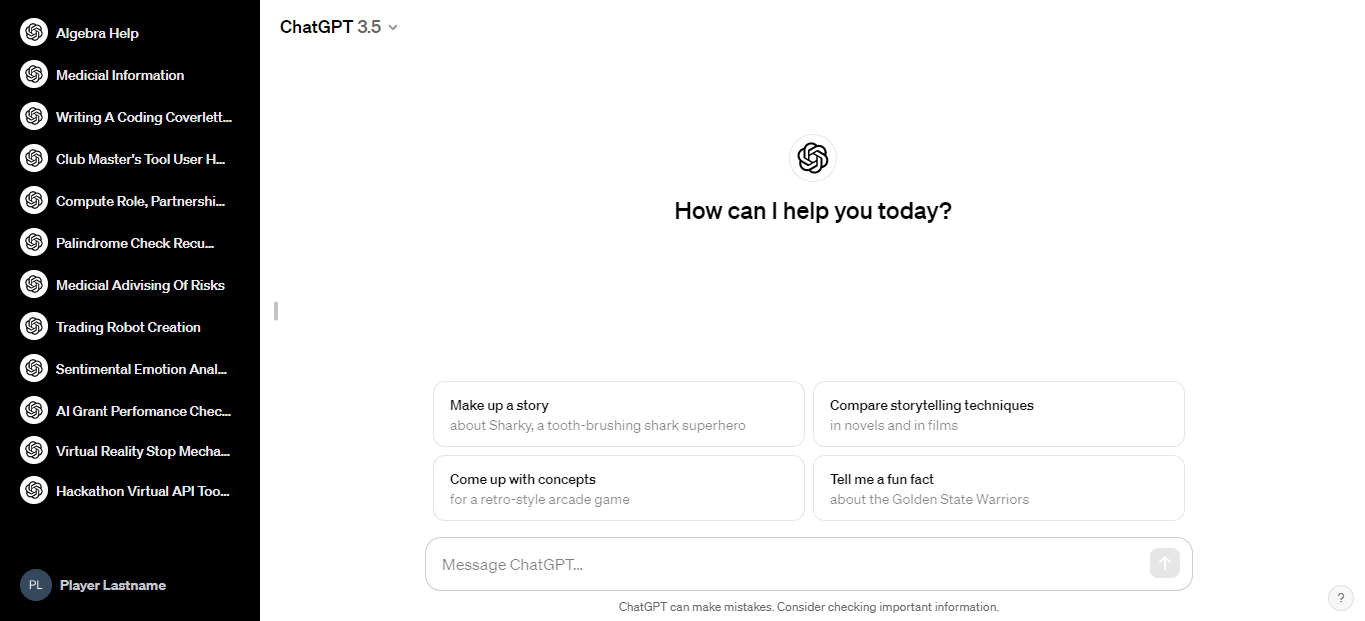 Algebra Help
Medicial Information
Writing A Coding Coverlett...
Club Master's Tool User H...
Compute Role, Partnershi...
Palindrome Check Recu...
Medicial Adivising Of Risks
Trading Robot Creation
Sentimental Emotion Anal...
AI Grant Perfomance Chec...
Virtual Reality Stop Mecha...
Hackathon Virtual API Too...
PL Player Lastname
ChatGPT 3.5
How can I help you today?
Make up a story
about Sharky, a tooth-brushing shark superhero
Compare storytelling techniques
in novels and in films
Come up with concepts
for a retro-style arcade game
Tell me a fun fact
about the Golden State Warriors
Message ChatGPT...
ChatGPT can make mistakes. Consider checking important information.
?